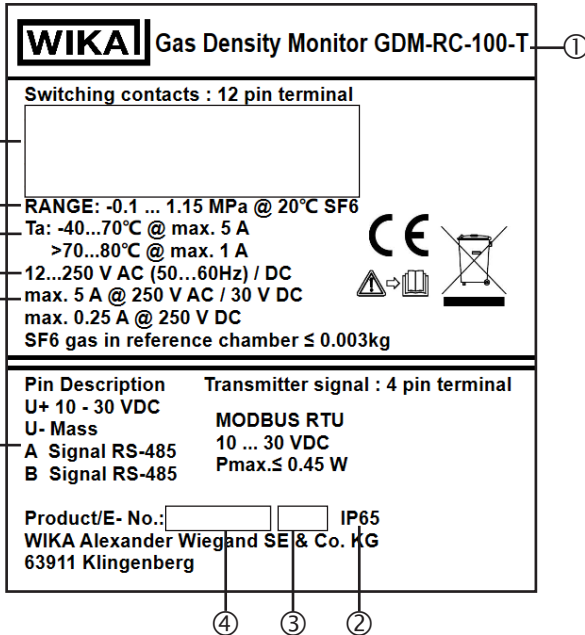 WIKA Gas Density Monitor GDM-RC-100-T
①
Switching contacts : 12 pin terminal
RANGE: -0.1 ... 1.15 MPa @ 20℃ SF6
Ta: -40...70℃ @ max. 5 A
>70...80℃ @ max. 1 A
12...250 V AC (50...60Hz) / DC
max. 5 A @ 250 V AC / 30 V DC
max. 0.25 A @ 250 V DC
SF6 gas in reference chamber ≤ 0.003kg
CE
Pin Description
U+ 10 - 30 VDC
U- Mass
A Signal RS-485
B Signal RS-485
Transmitter signal : 4 pin terminal
MODBUS RTU
10 ... 30 VDC
Pmax.≤ 0.45 W
Product/E- No.: IP65
WIKA Alexander Wiegand SE & Co. KG
63911 Klingenberg
④ ③ ②